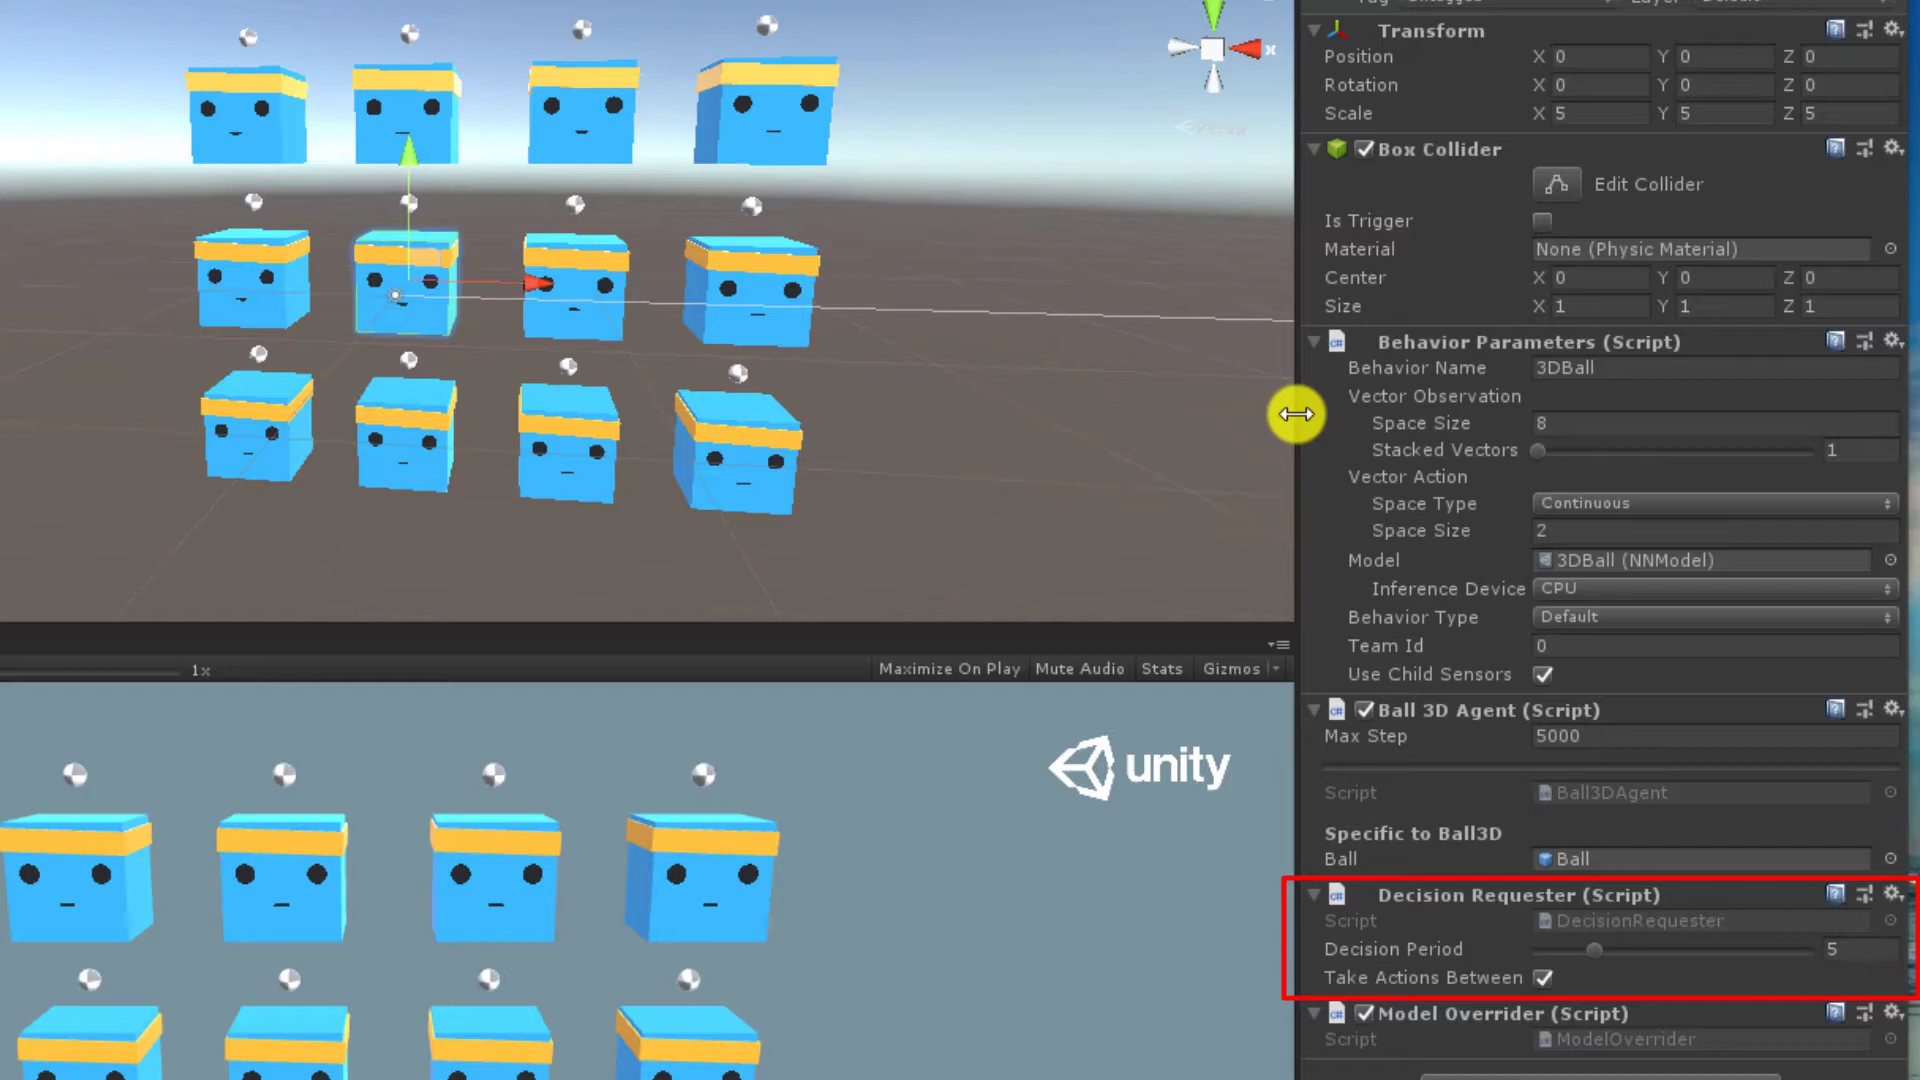 Transform
Position X 0 Y 0 Z 0
Rotation X 0 Y 0 Z 0
Scale X 5 Y 5 Z 5
x
Persp
Box Collider
Edit Collider
Is Trigger
Material None (Physic Material)
Center X 0 Y 0 Z 0
Size X 1 Y 1 Z 1
Behavior Parameters (Script)
Behavior Name 3DBall
Vector Observation
Space Size 8
Stacked Vectors 1
Vector Action
Space Type Continuous
Space Size 2
Model 3DBall (NNModel)
Inference Device CPU
Behavior Type Default
Team Id 0
Use Child Sensors
1x Maximize On Play Mute Audio Stats Gizmos
unity
Ball 3D Agent (Script)
Max Step 5000
Script Ball3DAgent
Specific to Ball3D
Ball Ball
Decision Requester (Script)
Script DecisionRequester
Decision Period 5
Take Actions Between
Model Overrider (Script)
Script ModelOverrider